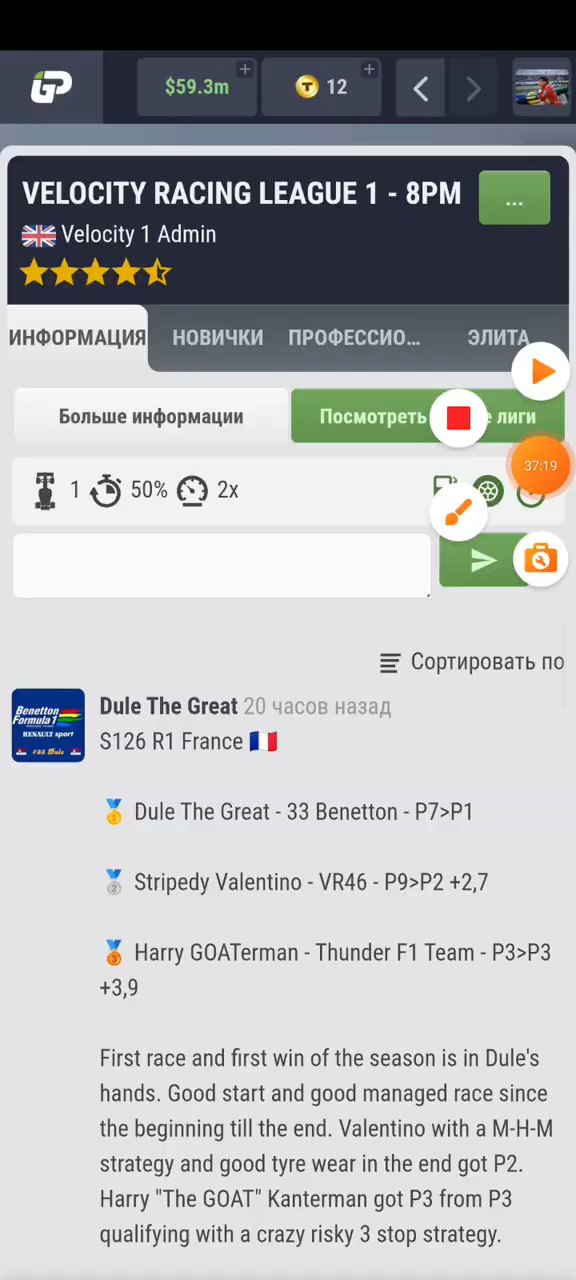 GP
$59.3m
12
VELOCITY RACING LEAGUE 1 - 8PM
...
Velocity 1 Admin
ИНФОРМАЦИЯ
НОВИЧКИ
ПРОФЕССИО...
ЭЛИТА
Больше информации
Посмотреть е лиги
37:19
1
50%
2x
Сортировать по
Benetton
Formula 1
RENAULT sport
#33 Dule
Dule The Great 20 часов назад
S126 R1 France 🇫🇷
🥇 Dule The Great - 33 Benetton - P7>P1
🥈 Stripedy Valentino - VR46 - P9>P2 +2,7
🥉 Harry GOATerman - Thunder F1 Team - P3>P3
+3,9
First race and first win of the season is in Dule's
hands. Good start and good managed race since
the beginning till the end. Valentino with a M-H-M
strategy and good tyre wear in the end got P2.
Harry "The GOAT" Kanterman got P3 from P3
qualifying with a crazy risky 3 stop strategy.